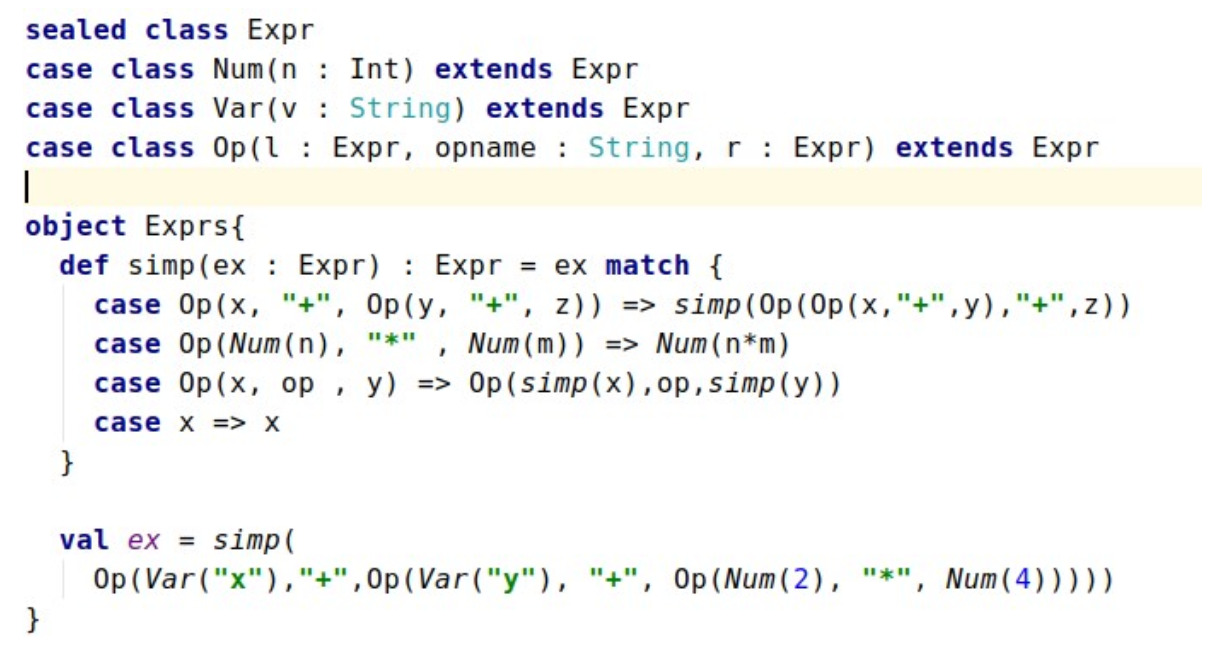 sealed class Expr
case class Num(n : Int) extends Expr
case class Var(v : String) extends Expr
case class Op(l : Expr, opname : String, r : Expr) extends Expr
object Exprs{
  def simp(ex : Expr) : Expr = ex match {
    case Op(x, "+", Op(y, "+", z)) => simp(Op(Op(x,"+",y),"+",z))
    case Op(Num(n), "*" , Num(m)) => Num(n*m)
    case Op(x, op , y) => Op(simp(x),op,simp(y))
    case x => x
  }
  val ex = simp(
    Op(Var("x"),"+",Op(Var("y"), "+", Op(Num(2), "*", Num(4)))))
}